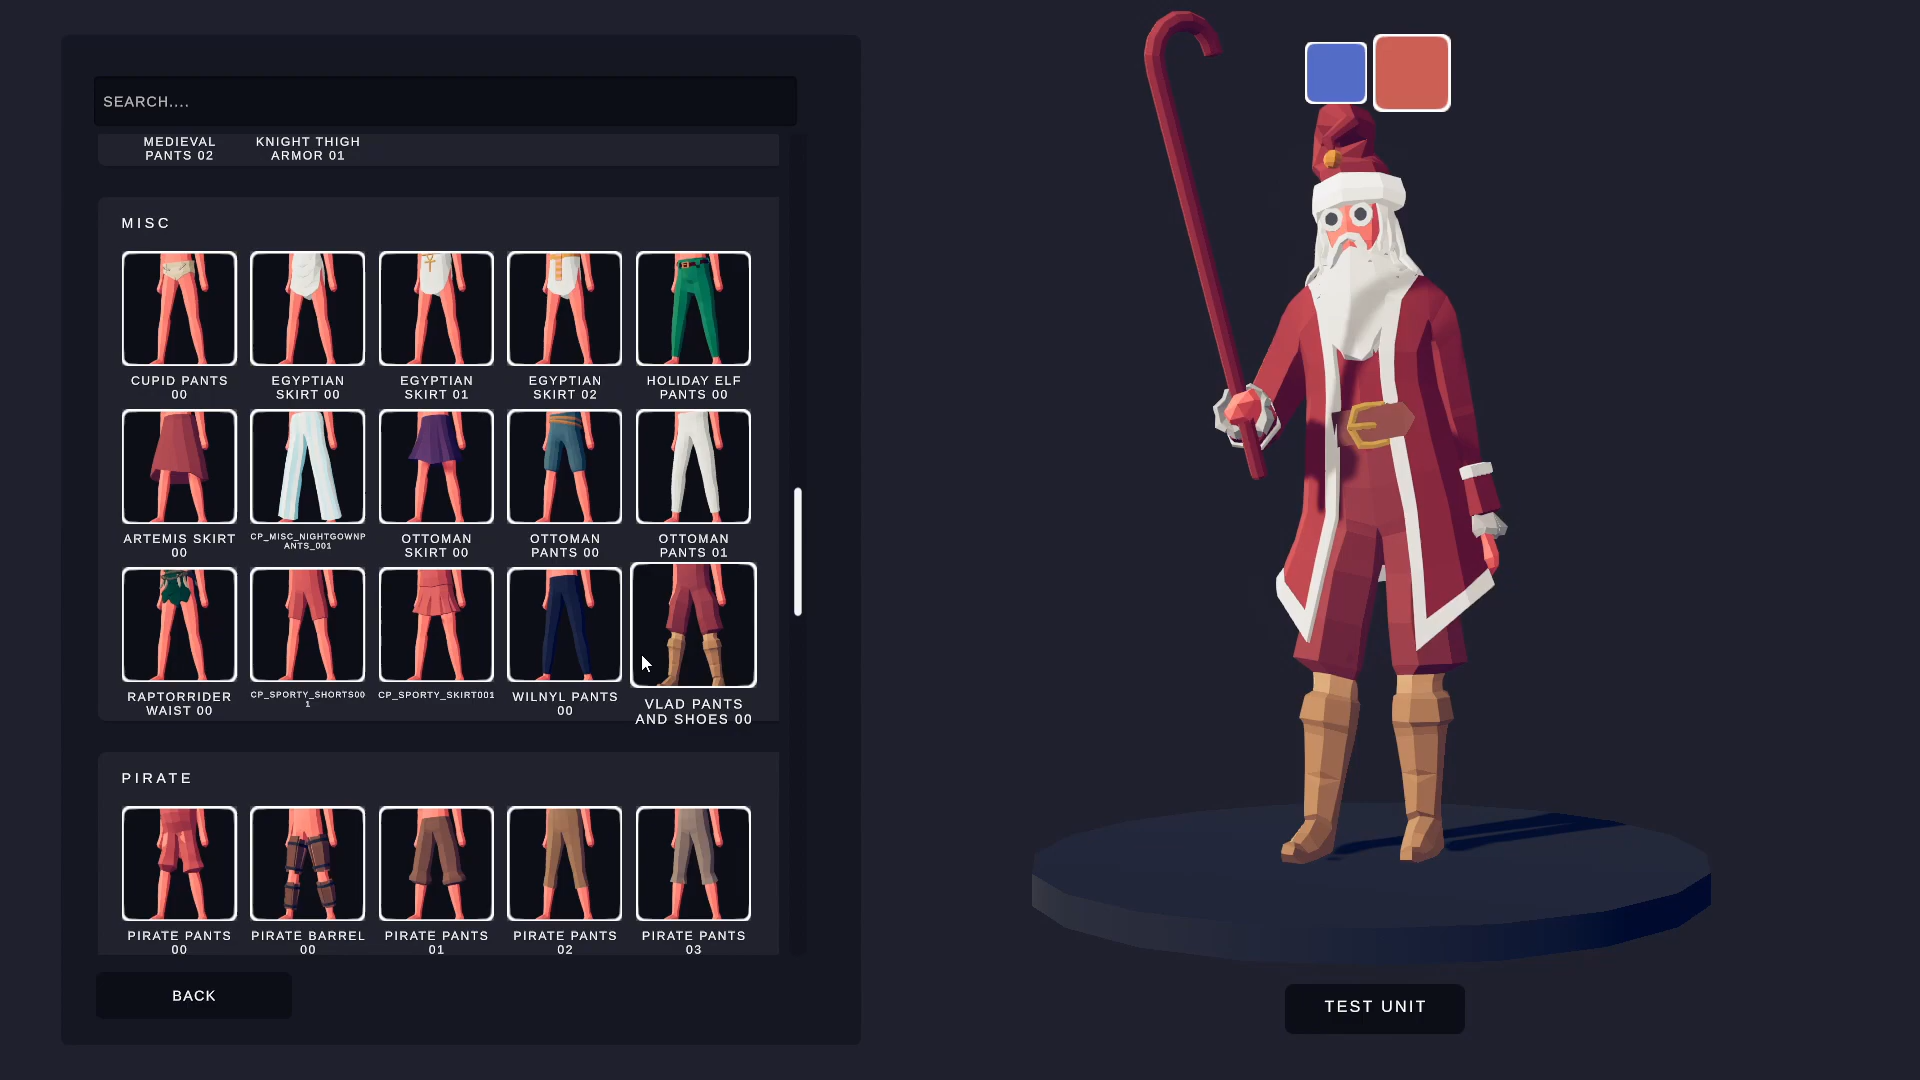 SEARCH....
MEDIEVAL
PANTS 02
KNIGHT THIGH
ARMOR 01
MISC
CUPID PANTS
00
EGYPTIAN
SKIRT 00
EGYPTIAN
SKIRT 01
EGYPTIAN
SKIRT 02
HOLIDAY ELF
PANTS 00
ARTEMIS SKIRT
00
CP_MISC_NIGHTGOWNP
ANTS_001
OTTOMAN
SKIRT 00
OTTOMAN
PANTS 00
OTTOMAN
PANTS 01
RAPTORRIDER
WAIST 00
CP_SPORTY_SHORTS00
1
CP_SPORTY_SKIRT001
WILNYL PANTS
00
VLAD PANTS
AND SHOES 00
PIRATE
PIRATE PANTS
00
PIRATE BARREL
00
PIRATE PANTS
01
PIRATE PANTS
02
PIRATE PANTS
03
BACK
TEST UNIT